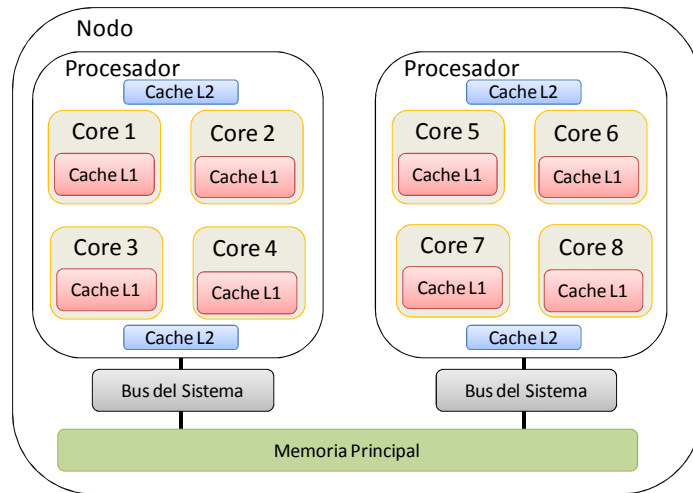 Nodo
Procesador
Procesador
Cache L2
Cache L2
Core 1
Core 2
Core 5
Core 6
Cache L1
Cache L1
Cache L1
Cache L1
Core 3
Core 4
Core 7
Core 8
Cache L1
Cache L1
Cache L1
Cache L1
Cache L2
Cache L2
Bus del Sistema
Bus del Sistema
Memoria Principal